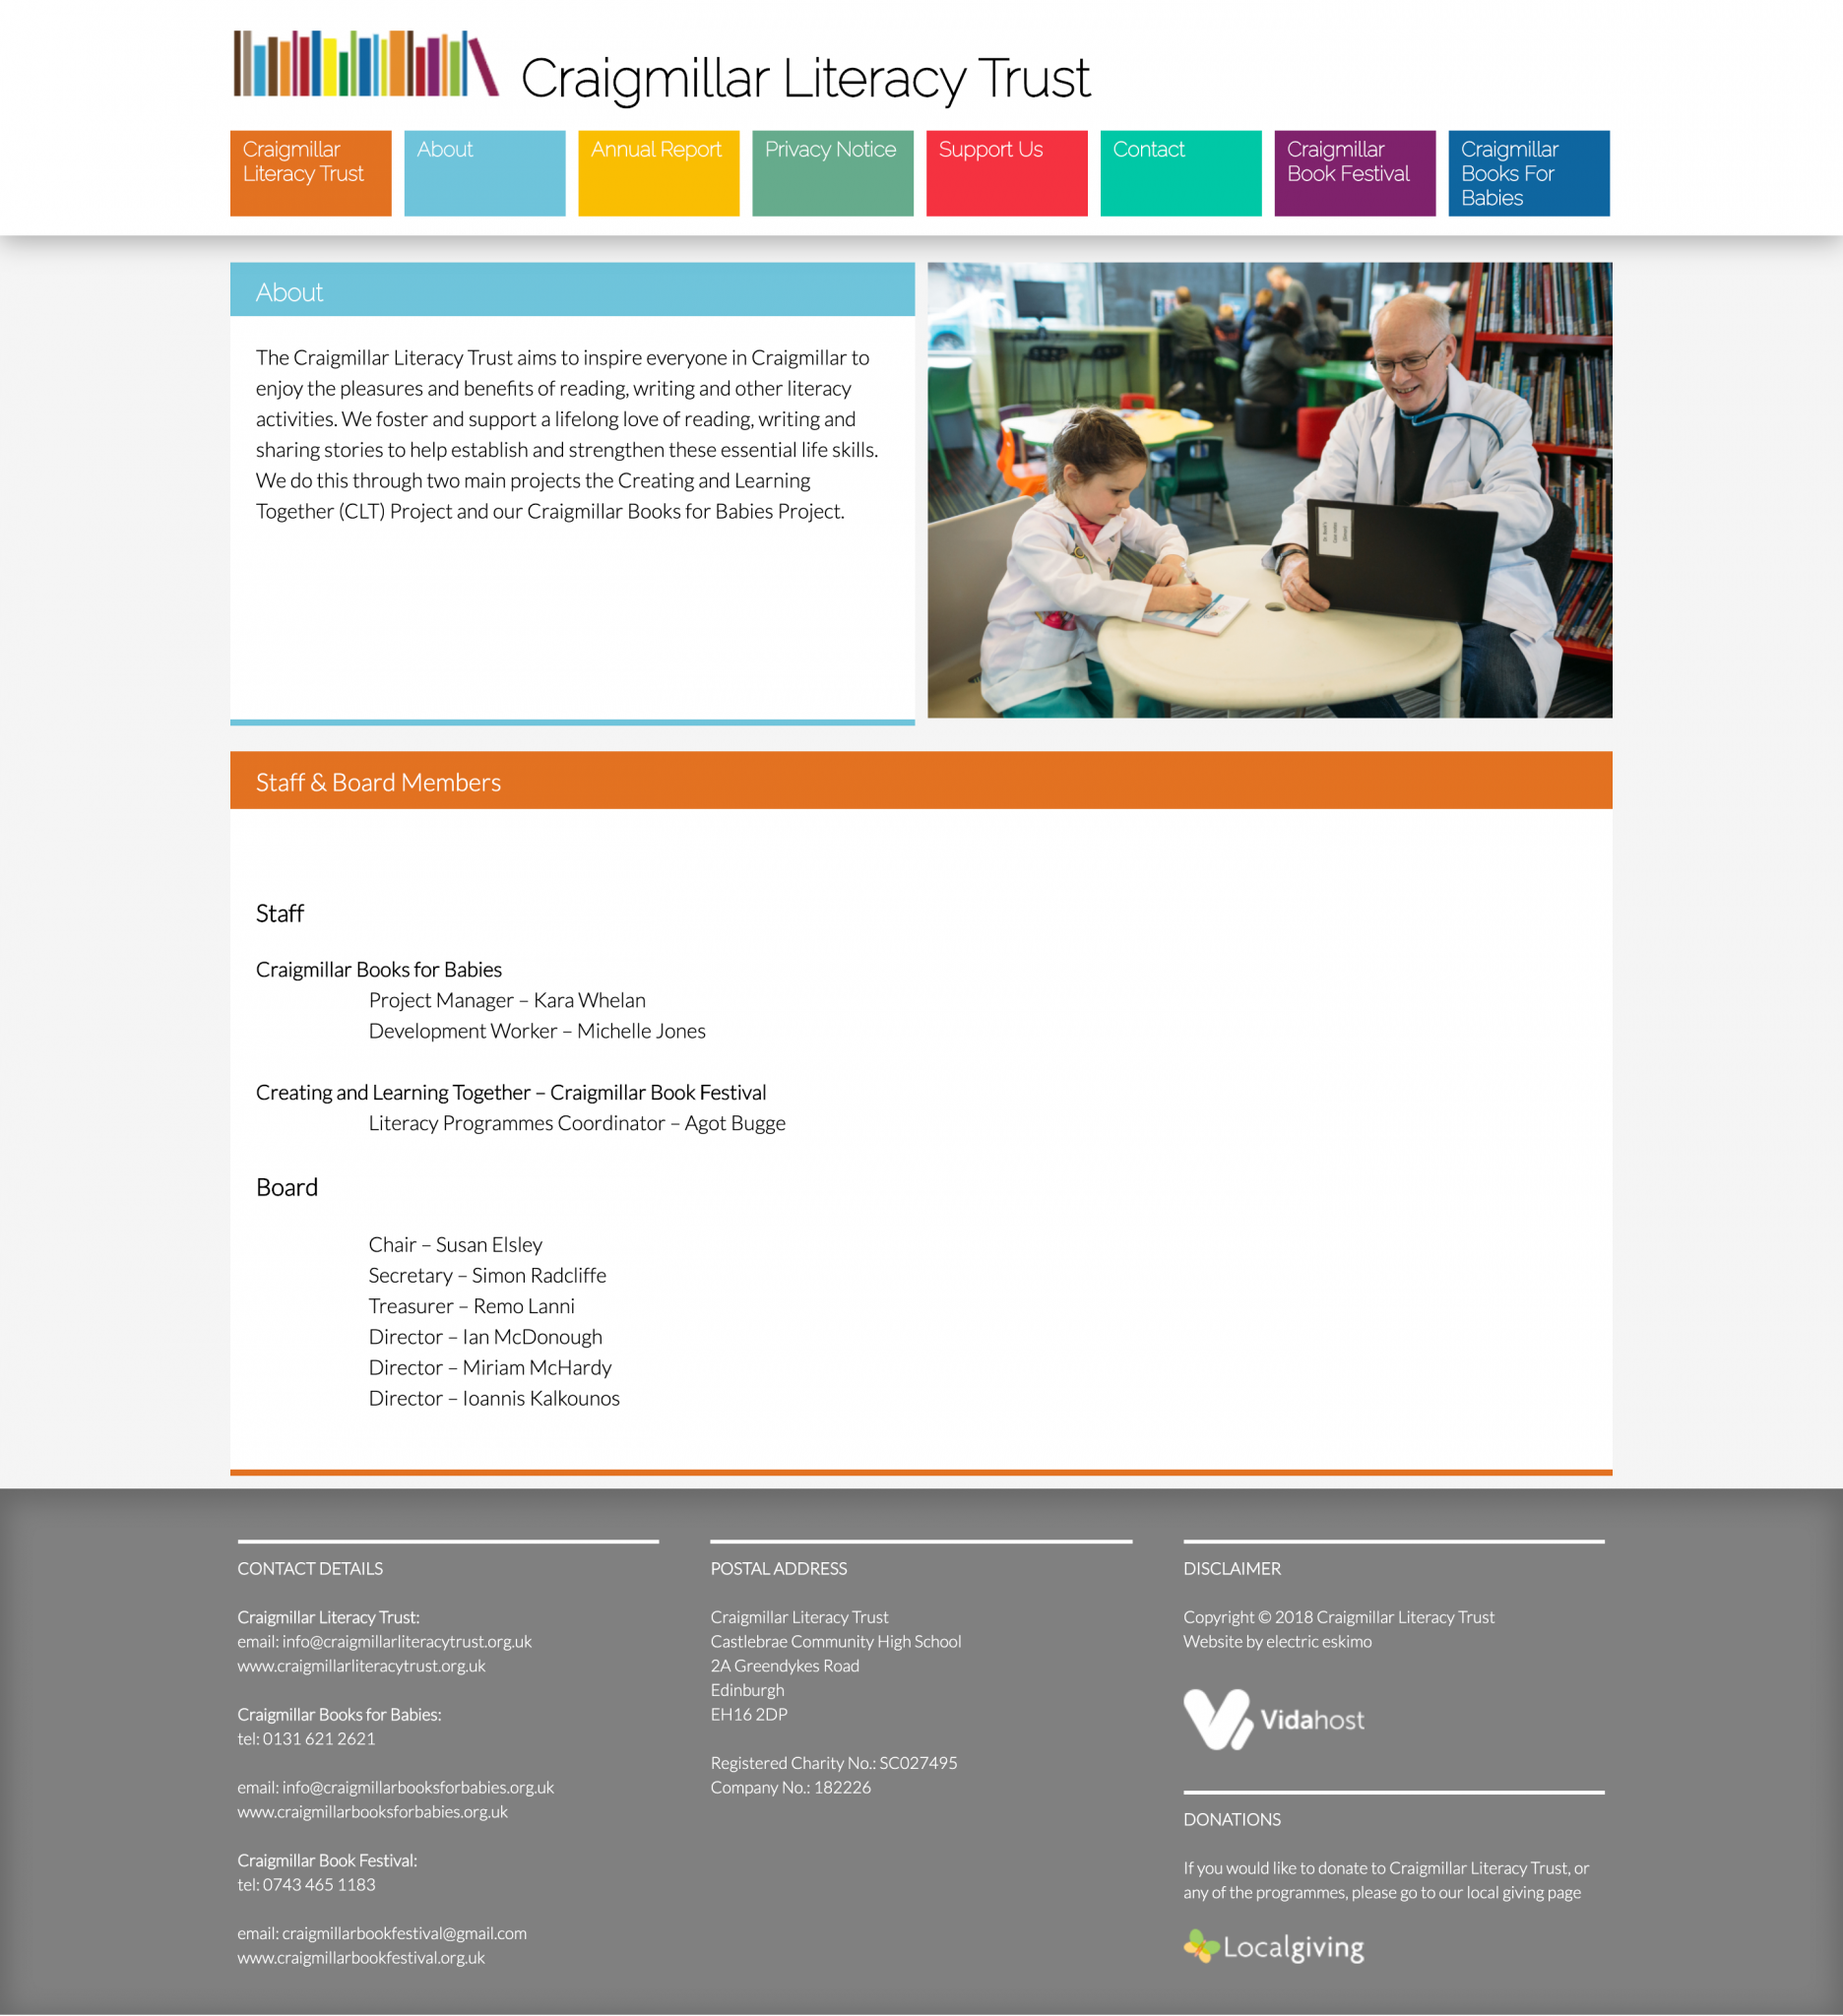 Craigmillar Literacy Trust
Craigmillar
Literacy Trust
About
Annual Report
Privacy Notice
Support Us
Contact
Craigmillar
Book Festival
Craigmillar
Books For
Babies
About
The Craigmillar Literacy Trust aims to inspire everyone in Craigmillar to
enjoy the pleasures and benefits of reading, writing and other literacy
activities. We foster and support a lifelong love of reading, writing and
sharing stories to help establish and strengthen these essential life skills.
We do this through two main projects the Creating and Learning
Together (CLT) Project and our Craigmillar Books for Babies Project.
Staff & Board Members
Staff
Craigmillar Books for Babies
Project Manager – Kara Whelan
Development Worker – Michelle Jones
Creating and Learning Together – Craigmillar Book Festival
Literacy Programmes Coordinator – Agot Bugge
Board
Chair – Susan Elsley
Secretary – Simon Radcliffe
Treasurer – Remo Lanni
Director – Ian McDonough
Director – Miriam McHardy
Director – Ioannis Kalkounos
CONTACT DETAILS
Craigmillar Literacy Trust:
email: info@craigmillarliteracytrust.org.uk
www.craigmillarliteracytrust.org.uk
Craigmillar Books for Babies:
tel: 0131 621 2621
email: info@craigmillarbooksforbabies.org.uk
www.craigmillarbooksforbabies.org.uk
Craigmillar Book Festival:
tel: 0743 465 1183
email: craigmillarbookfestival@gmail.com
www.craigmillarbookfestival.org.uk
POSTAL ADDRESS
Craigmillar Literacy Trust
Castlebrae Community High School
2A Greendykes Road
Edinburgh
EH16 2DP
Registered Charity No.: SC027495
Company No.: 182226
DISCLAIMER
Copyright © 2018 Craigmillar Literacy Trust
Website by electric eskimo
Vidahost
DONATIONS
If you would like to donate to Craigmillar Literacy Trust, or
any of the programmes, please go to our local giving page
Localgiving